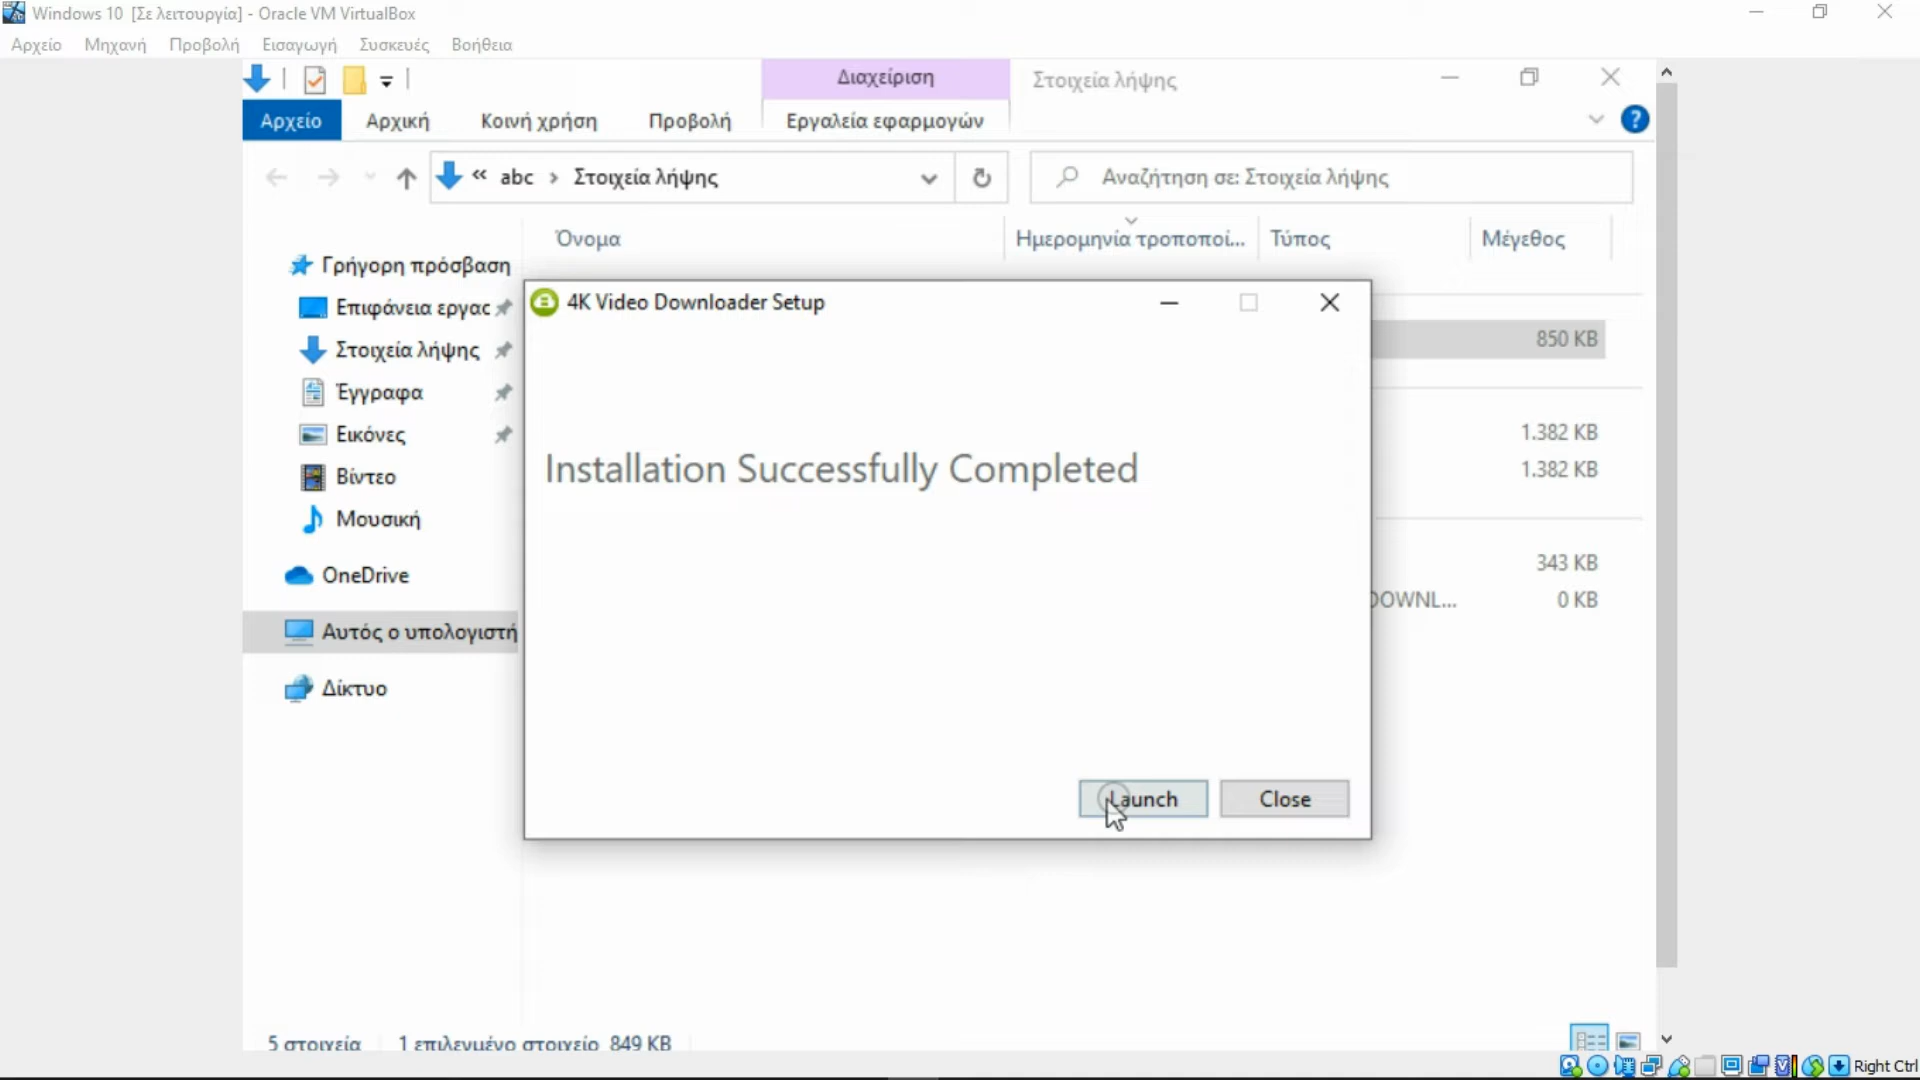 Windows 10 [Σε λειτουργία] - Oracle VM VirtualBox
Αρχείο Μηχανή Προβολή Εισαγωγή Συσκευές Βοήθεια
Διαχείριση Στοιχεία λήψης
Αρχείο Αρχική Κοινή χρήση Προβολή Εργαλεία εφαρμογών
« abc › Στοιχεία λήψης Αναζήτηση σε: Στοιχεία λήψης
Όνομα Ημερομηνία τροποποί... Τύπος Μέγεθος
Γρήγορη πρόσβαση
Επιφάνεια εργας
Στοιχεία λήψης
Έγγραφα
Εικόνες
Βίντεο
Μουσική
OneDrive
Αυτός ο υπολογιστή
Δίκτυο
4K Video Downloader Setup
Installation Successfully Completed
Launch Close
850 KB
1.382 KB
1.382 KB
343 KB
DOWNL... 0 KB
5 στοιχεία 1 επιλεγμένο στοιχείο 849 KB
Right Ctrl